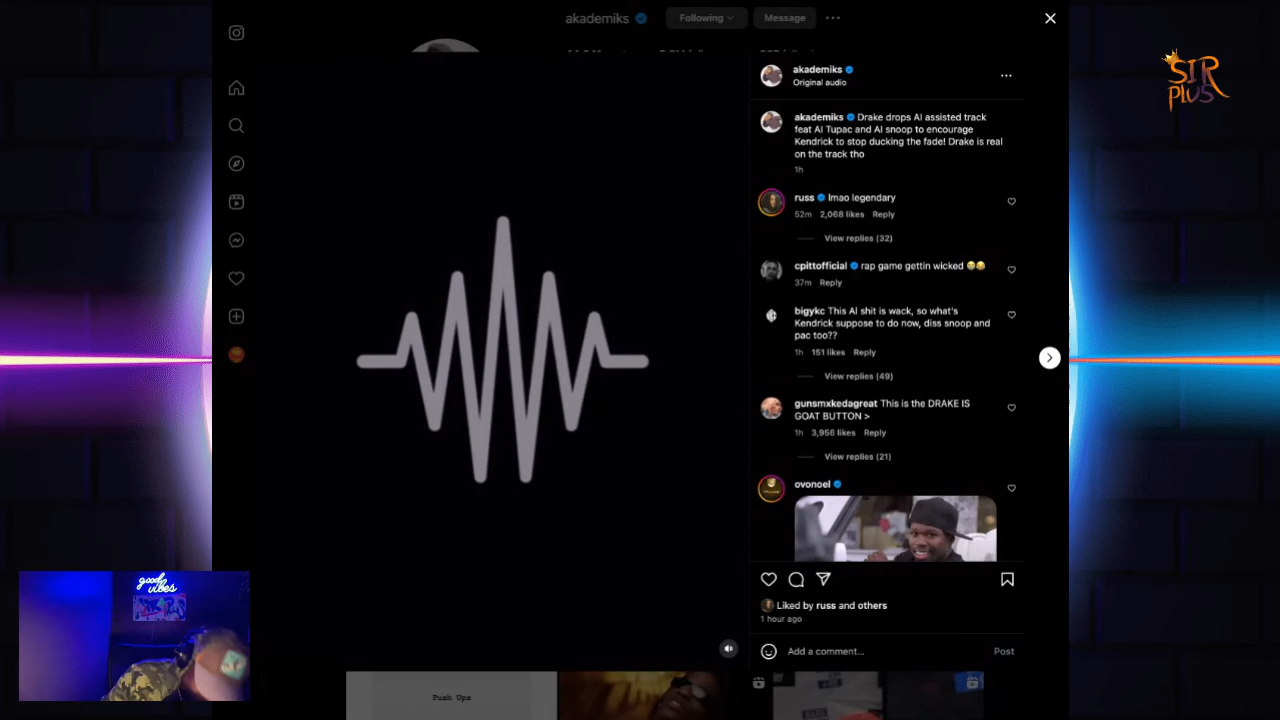 akademiks
Following
Message
SIR
PLUS
akademiks
Original audio
akademiks Drake drops AI assisted track
feat AI Tupac and AI snoop to encourage
Kendrick to stop ducking the fade! Drake is real
on the track tho
1h
russ lmao legendary
52m 2,068 likes Reply
View replies (32)
cpittofficial rap game gettin wicked 😭😂
37m Reply
bigykc This AI shit is wack, so what's
Kendrick suppose to do now, diss snoop and
pac too??
1h 151 likes Reply
View replies (49)
gunsmxkedagreat This is the DRAKE IS
GOAT BUTTON >
1h 3,956 likes Reply
View replies (21)
ovonoel
Liked by russ and others
1 hour ago
Add a comment...
Post
good
vibes
Push Ups